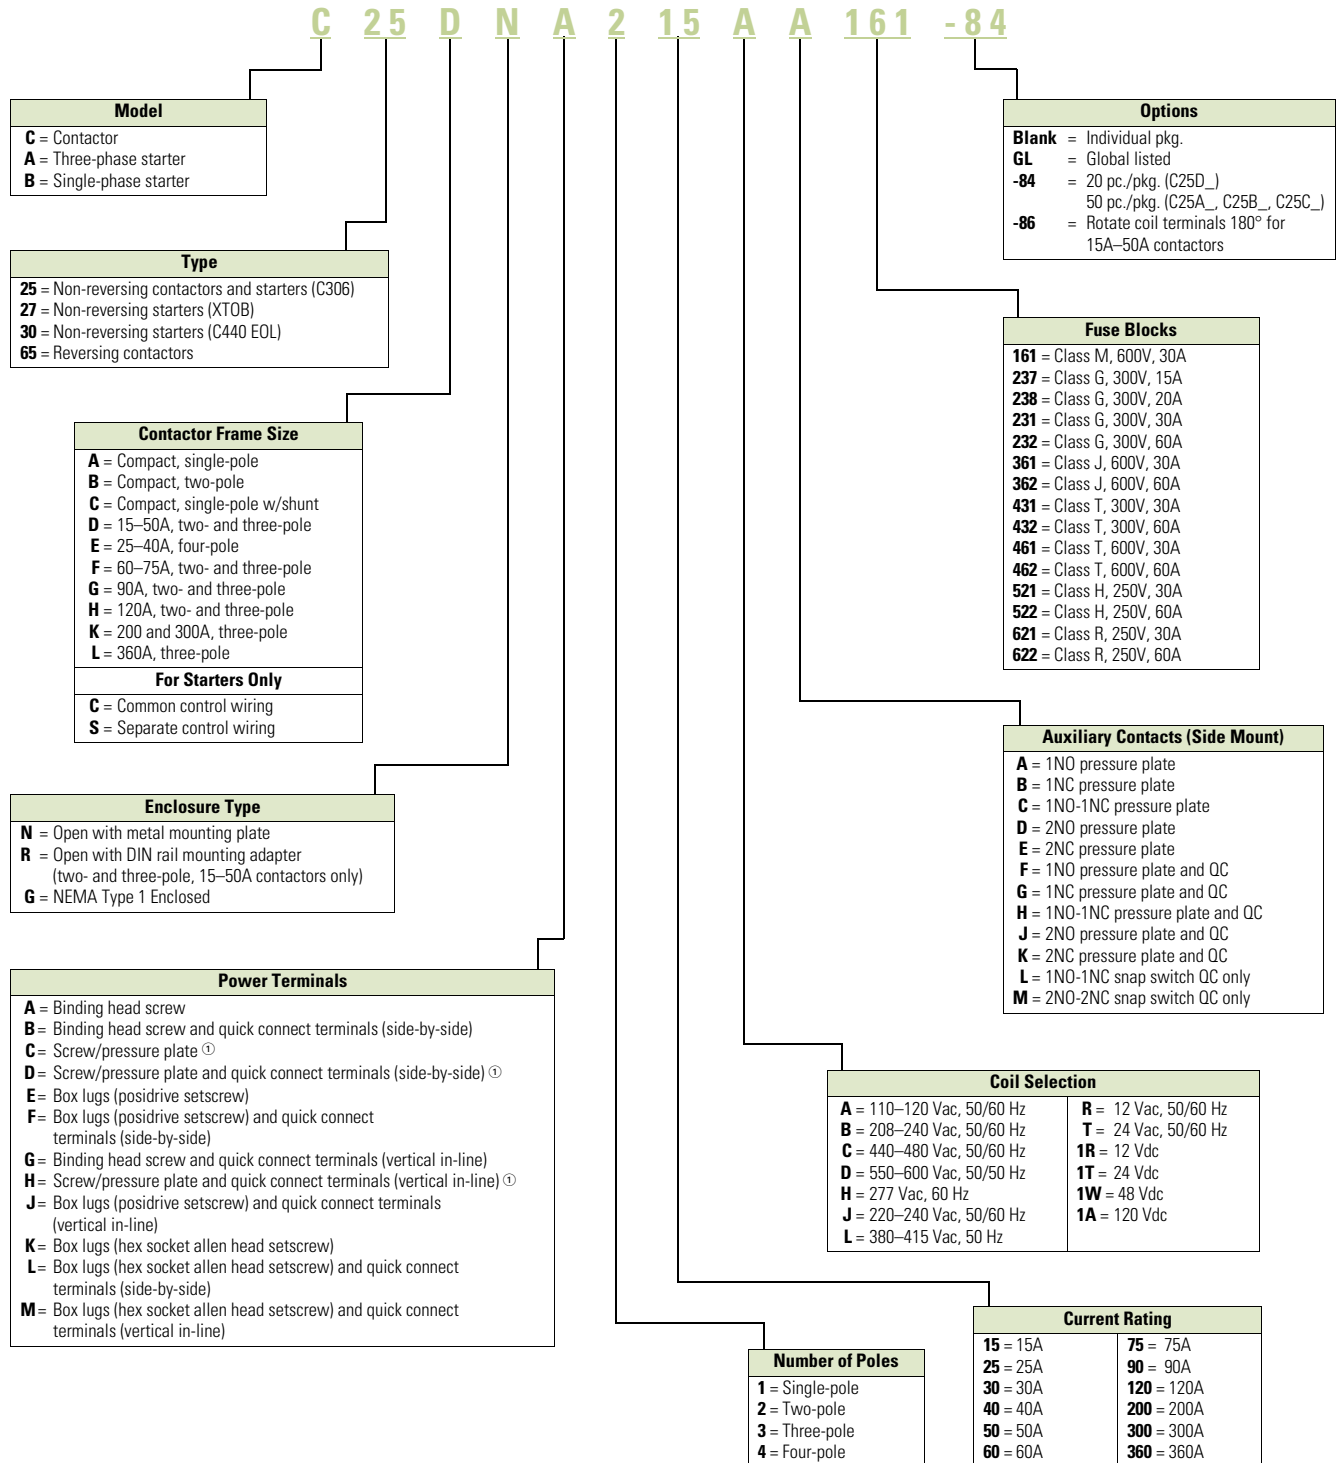 C 25 D N A 2 15 A A 161 -84
Model
C = Contactor
A = Three-phase starter
B = Single-phase starter
Type
25 = Non-reversing contactors and starters (C306)
27 = Non-reversing starters (XTOB)
30 = Non-reversing starters (C440 EOL)
65 = Reversing contactors
Contactor Frame Size
A = Compact, single-pole
B = Compact, two-pole
C = Compact, single-pole w/shunt
D = 15–50A, two- and three-pole
E = 25–40A, four-pole
F = 60–75A, two- and three-pole
G = 90A, two- and three-pole
H = 120A, two- and three-pole
K = 200 and 300A, three-pole
L = 360A, three-pole
For Starters Only
C = Common control wiring
S = Separate control wiring
Enclosure Type
N = Open with metal mounting plate
R = Open with DIN rail mounting adapter
(two- and three-pole, 15–50A contactors only)
G = NEMA Type 1 Enclosed
Power Terminals
A = Binding head screw
B = Binding head screw and quick connect terminals (side-by-side)
C = Screw/pressure plate ①
D = Screw/pressure plate and quick connect terminals (side-by-side) ①
E = Box lugs (posidrive setscrew)
F = Box lugs (posidrive setscrew) and quick connect
terminals (side-by-side)
G = Binding head screw and quick connect terminals (vertical in-line)
H = Screw/pressure plate and quick connect terminals (vertical in-line) ①
J = Box lugs (posidrive setscrew) and quick connect terminals
(vertical in-line)
K = Box lugs (hex socket allen head setscrew)
L = Box lugs (hex socket allen head setscrew) and quick connect
terminals (side-by-side)
M = Box lugs (hex socket allen head setscrew) and quick connect
terminals (vertical in-line)
Options
Blank = Individual pkg.
GL = Global listed
-84 = 20 pc./pkg. (C25D_)
50 pc./pkg. (C25A_, C25B_, C25C_)
-86 = Rotate coil terminals 180° for
15A–50A contactors
Fuse Blocks
161 = Class M, 600V, 30A
237 = Class G, 300V, 15A
238 = Class G, 300V, 20A
231 = Class G, 300V, 30A
232 = Class G, 300V, 60A
361 = Class J, 600V, 30A
362 = Class J, 600V, 60A
431 = Class T, 300V, 30A
432 = Class T, 300V, 60A
461 = Class T, 600V, 30A
462 = Class T, 600V, 60A
521 = Class H, 250V, 30A
522 = Class H, 250V, 60A
621 = Class R, 250V, 30A
622 = Class R, 250V, 60A
Auxiliary Contacts (Side Mount)
A = 1NO pressure plate
B = 1NC pressure plate
C = 1NO-1NC pressure plate
D = 2NO pressure plate
E = 2NC pressure plate
F = 1NO pressure plate and QC
G = 1NC pressure plate and QC
H = 1NO-1NC pressure plate and QC
J = 2NO pressure plate and QC
K = 2NC pressure plate and QC
L = 1NO-1NC snap switch QC only
M = 2NO-2NC snap switch QC only
Coil Selection
A = 110–120 Vac, 50/60 Hz
B = 208–240 Vac, 50/60 Hz
C = 440–480 Vac, 50/60 Hz
D = 550–600 Vac, 50/50 Hz
H = 277 Vac, 60 Hz
J = 220–240 Vac, 50/60 Hz
L = 380–415 Vac, 50 Hz
R = 12 Vac, 50/60 Hz
T = 24 Vac, 50/60 Hz
1R = 12 Vdc
1T = 24 Vdc
1W = 48 Vdc
1A = 120 Vdc
Number of Poles
1 = Single-pole
2 = Two-pole
3 = Three-pole
4 = Four-pole
Current Rating
15 = 15A
25 = 25A
30 = 30A
40 = 40A
50 = 50A
60 = 60A
75 = 75A
90 = 90A
120 = 120A
200 = 200A
300 = 300A
360 = 360A